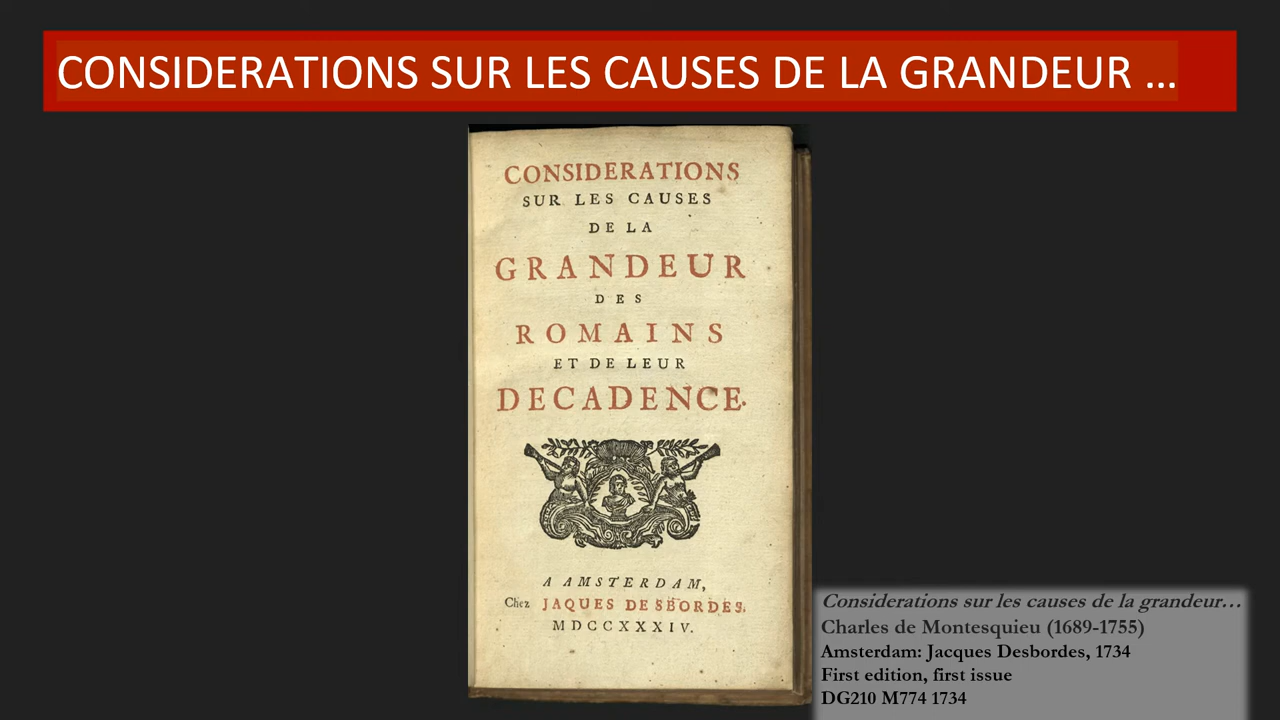 CONSIDERATIONS SUR LES CAUSES DE LA GRANDEUR ...
CONSIDERATIONS
SUR LES CAUSES
DE LA
GRANDEUR
DES
ROMAINS
ET DE LEUR
DECADENCE.
A AMSTERDAM,
Chez JAQUES DESBORDES.
MDCCXXXIV.
Considerations sur les causes de la grandeur...
Charles de Montesquieu (1689-1755)
Amsterdam: Jacques Desbordes, 1734
First edition, first issue
DG210 M774 1734